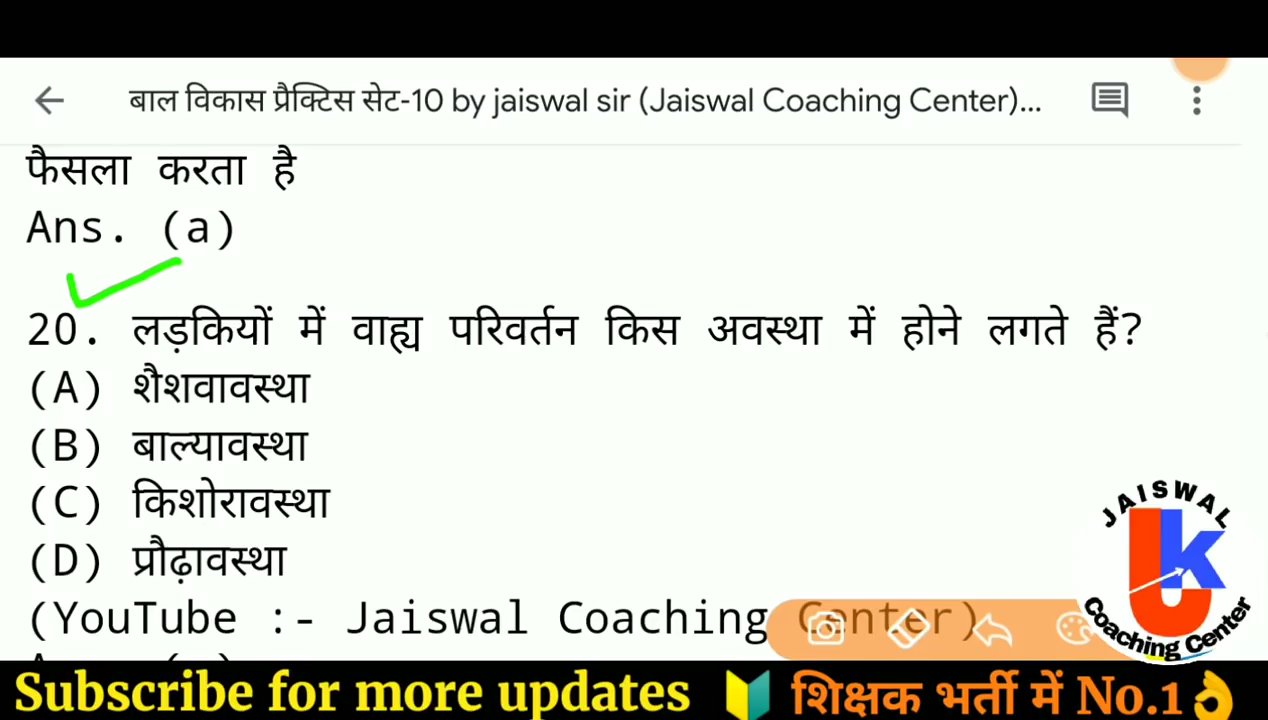 बाल विकास प्रैक्टिस सेट-10 by jaiswal sir (Jaiswal Coaching Center)...
फैसला करता है
Ans. (a)
20. लड़कियों में वाह्य परिवर्तन किस अवस्था में होने लगते हैं?
(A) शैशवावस्था
(B) बाल्यावस्था
(C) किशोरावस्था
(D) प्रौढ़ावस्था
(YouTube :- Jaiswal Coaching Center)
JAISWAL
UK
Coaching Center
Subscribe for more updates 🔰 शिक्षक भर्ती में No.1👌